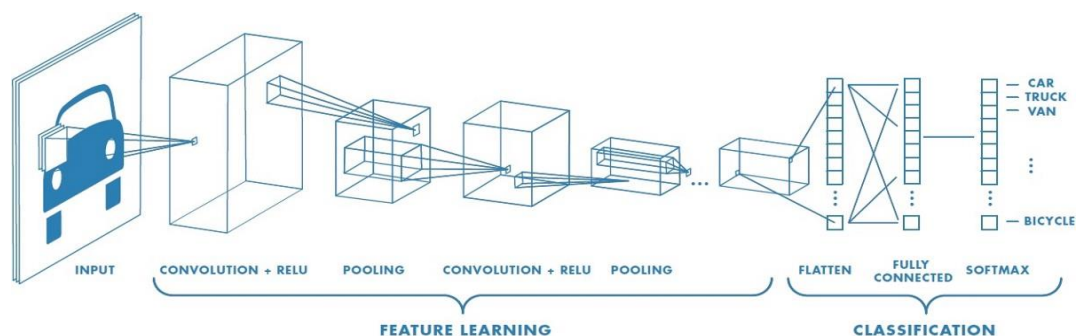 CAR
TRUCK
VAN
BICYCLE
INPUT
CONVOLUTION + RELU
POOLING
CONVOLUTION + RELU
POOLING
FLATTEN
FULLY
CONNECTED
SOFTMAX
FEATURE LEARNING
CLASSIFICATION